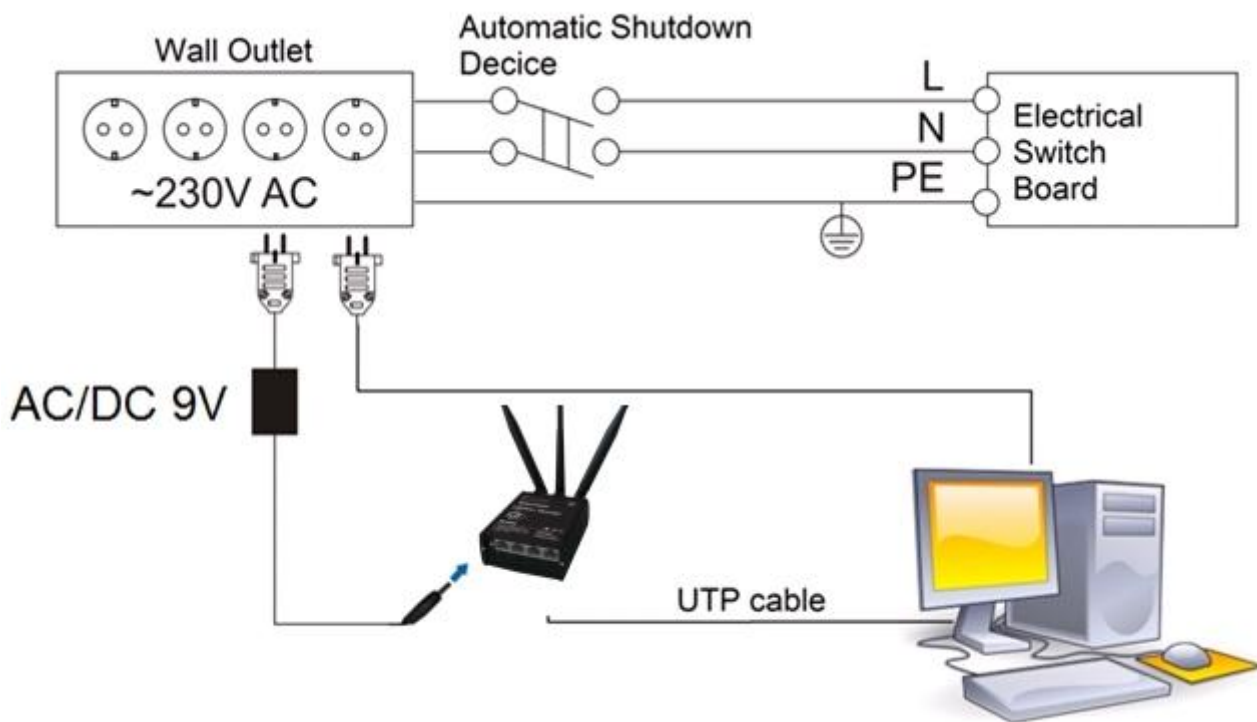 Automatic Shutdown
Decice
Wall Outlet
L
N
PE
Electrical
Switch
Board
~230V AC
AC/DC 9V
UTP cable